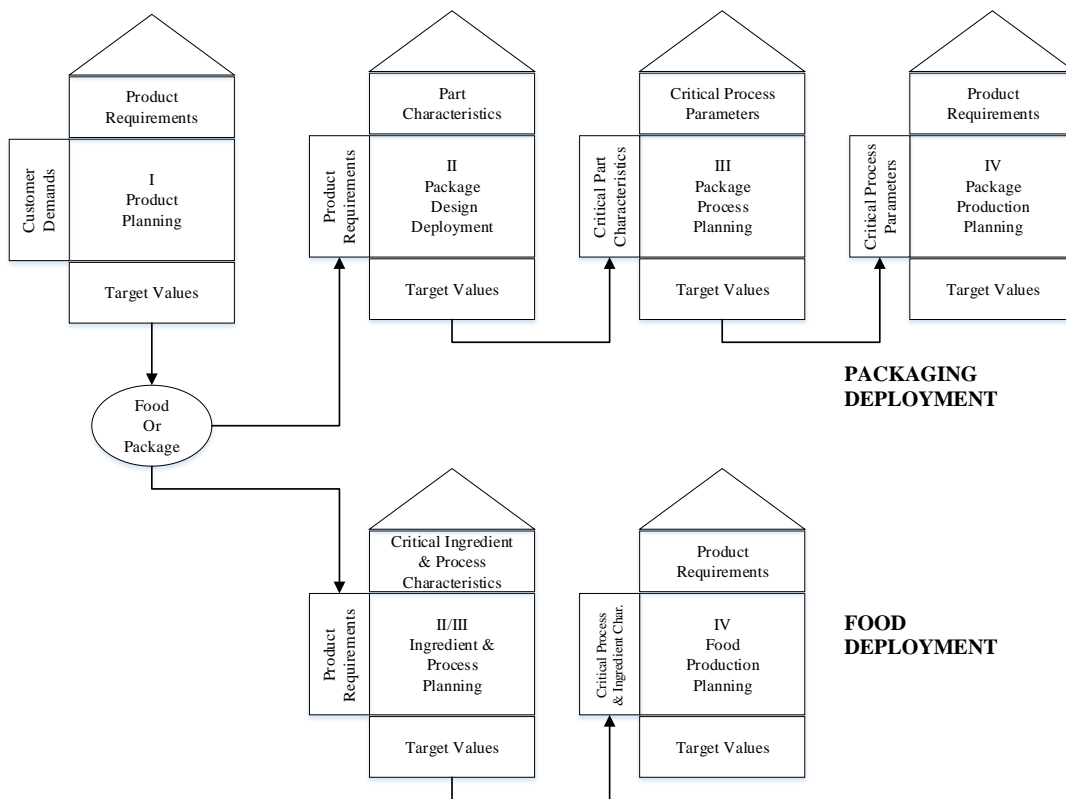 Product
Requirements
Customer
Demands
I
Product
Planning
Target Values
Food
Or
Package
Part
Characteristics
Product
Requirements
II
Package
Design
Deployment
Target Values
Critical Process
Parameters
Critical Part
Characteristics
III
Package
Process
Planning
Target Values
Product
Requirements
Critical Process
Parameters
IV
Package
Production
Planning
Target Values
PACKAGING
DEPLOYMENT
Critical Ingredient
& Process
Characteristics
Product
Requirements
II/III
Ingredient &
Process
Planning
Target Values
Product
Requirements
Critical Process
& Ingredient Char.
IV
Food
Production
Planning
Target Values
FOOD
DEPLOYMENT